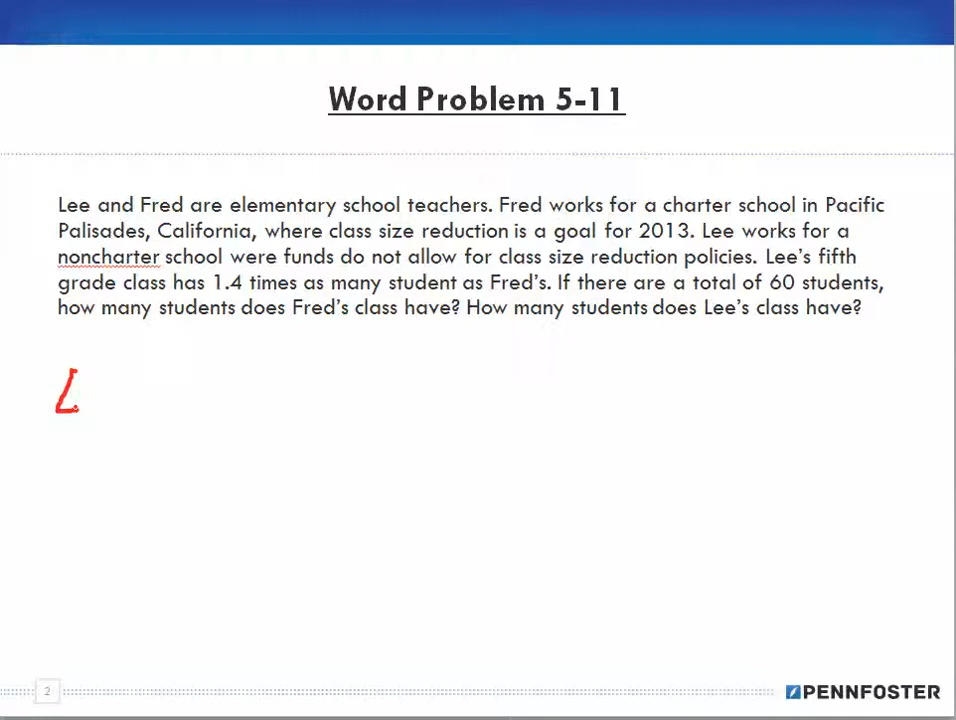 Word Problem 5-11
Lee and Fred are elementary school teachers. Fred works for a charter school in Pacific
Palisades, California, where class size reduction is a goal for 2013. Lee works for a
noncharter school were funds do not allow for class size reduction policies. Lee's fifth
grade class has 1.4 times as many student as Fred's. If there are a total of 60 students,
how many students does Fred's class have? How many students does Lee's class have?
L
2
PENNFOSTER